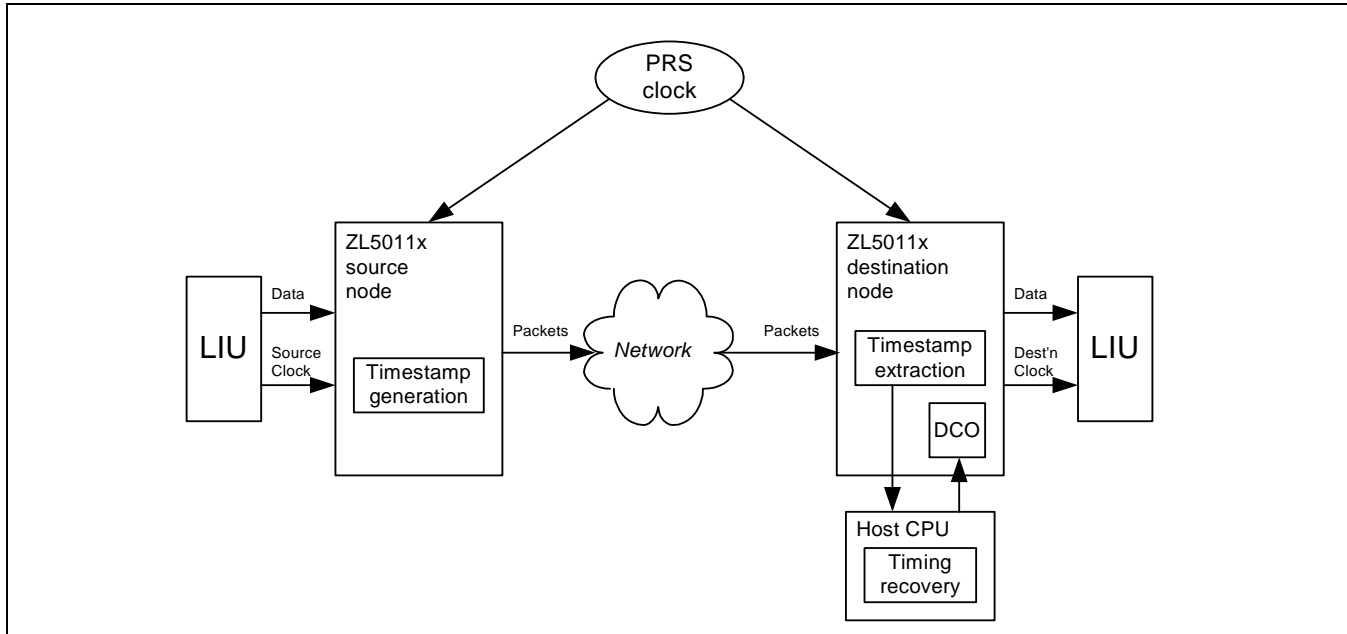 PRS
clock
ZL5011x
source
node
ZL5011x
destination
node
LIU
Data
Source
Clock
Timestamp
generation
Packets
Network
Packets
Timestamp
extraction
DCO
Data
Dest'n
Clock
LIU
Host CPU
Timing
recovery